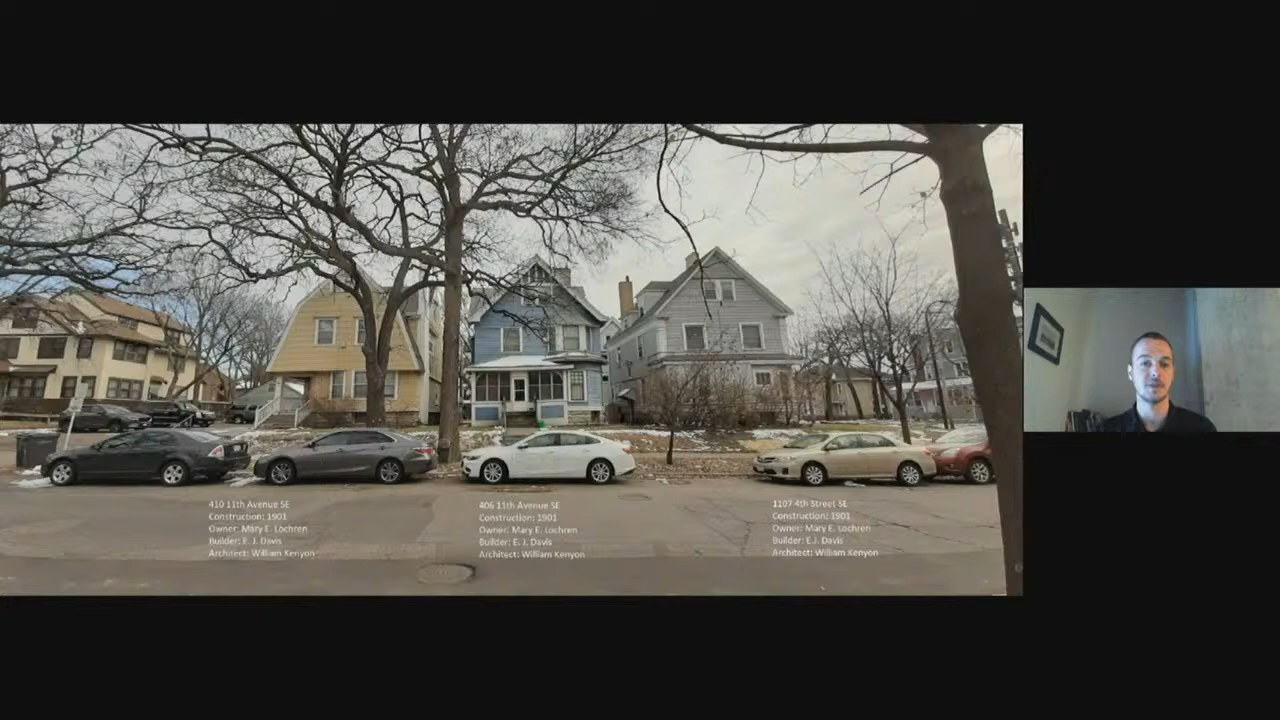 410 11th Avenue SE
Construction: 1901
Owner: Mary E. Lochren
Builder: E. J. Davis
Architect: William Kenyon
406 11th Avenue SE
Construction: 1901
Owner: Mary E. Lochren
Builder: E. J. Davis
Architect: William Kenyon
1107 4th Street SE
Construction: 1901
Owner: Mary E. Lochren
Builder: E.J. Davis
Architect: William Kenyon